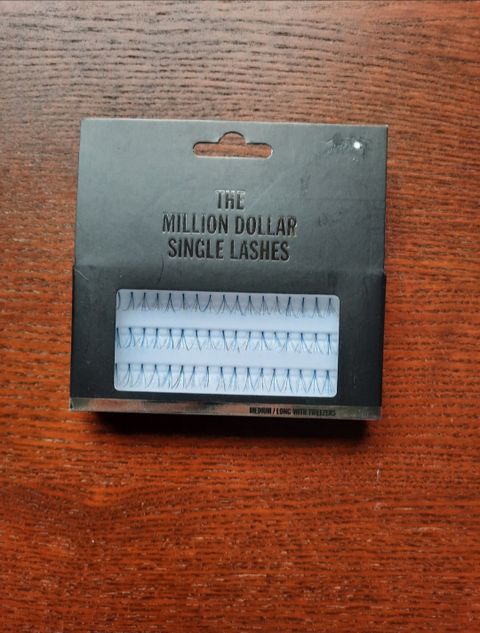 THE
MILLION DOLLAR
SINGLE LASHES
MEDIUM / LONG WITH TWEEZERS